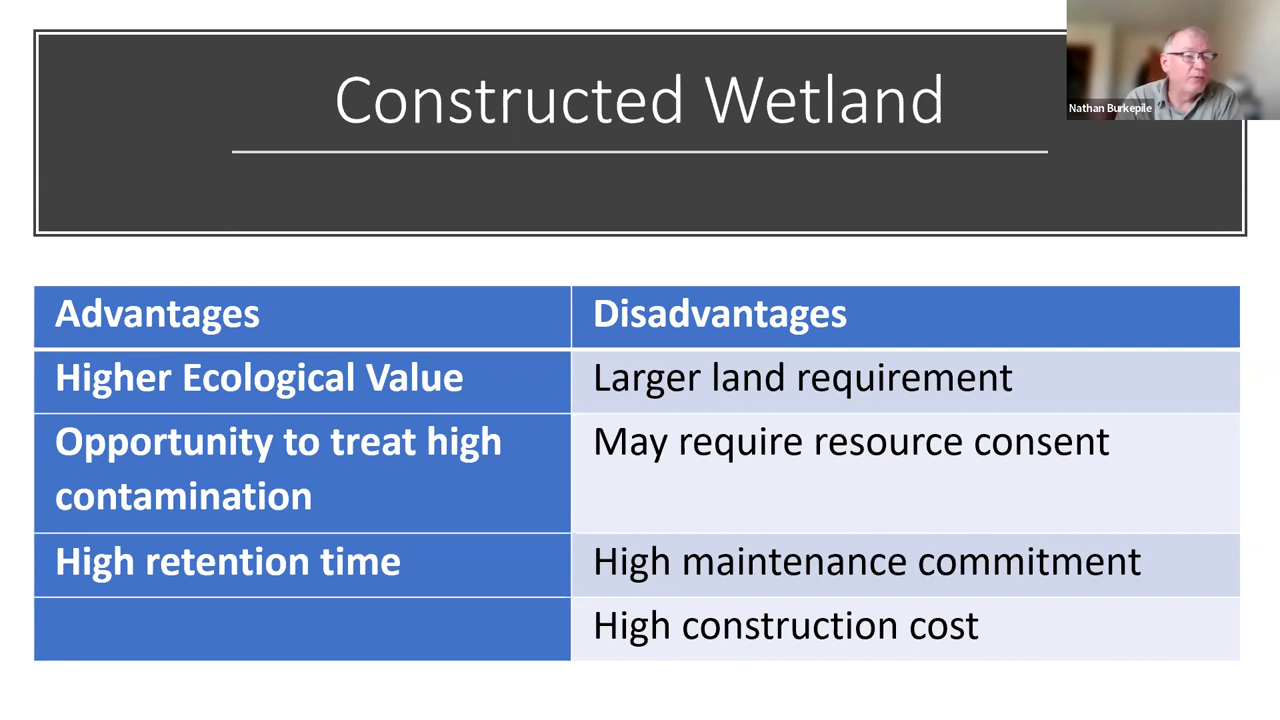 Constructed Wetland
Nathan Burkepile
Advantages
Disadvantages
Higher Ecological Value
Larger land requirement
Opportunity to treat high
contamination
May require resource consent
High retention time
High maintenance commitment
High construction cost